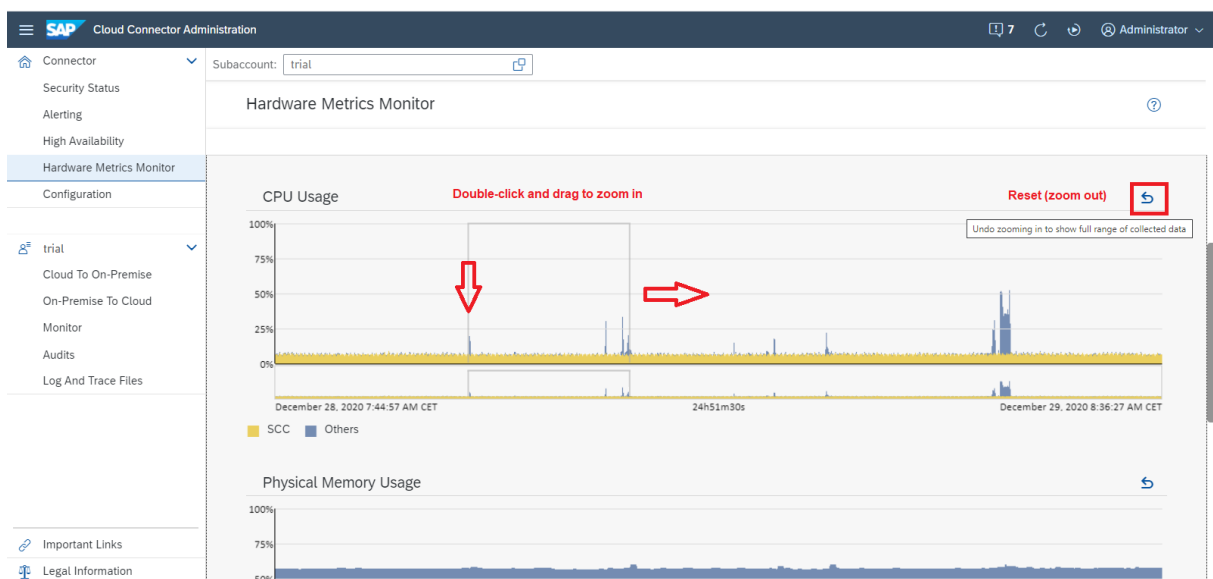 SAP Cloud Connector Administration 7 Administrator
Connector
Security Status
Alerting
High Availability
Hardware Metrics Monitor
Configuration
trial
Cloud To On-Premise
On-Premise To Cloud
Monitor
Audits
Log And Trace Files
Important Links
Legal Information
Subaccount: trial
Hardware Metrics Monitor
CPU Usage Double-click and drag to zoom in Reset (zoom out)
Undo zooming in to show full range of collected data
100%
75%
50%
25%
0%
December 28, 2020 7:44:57 AM CET 24h51m30s December 29, 2020 8:36:27 AM CET
SCC Others
Physical Memory Usage
100%
75%
50%